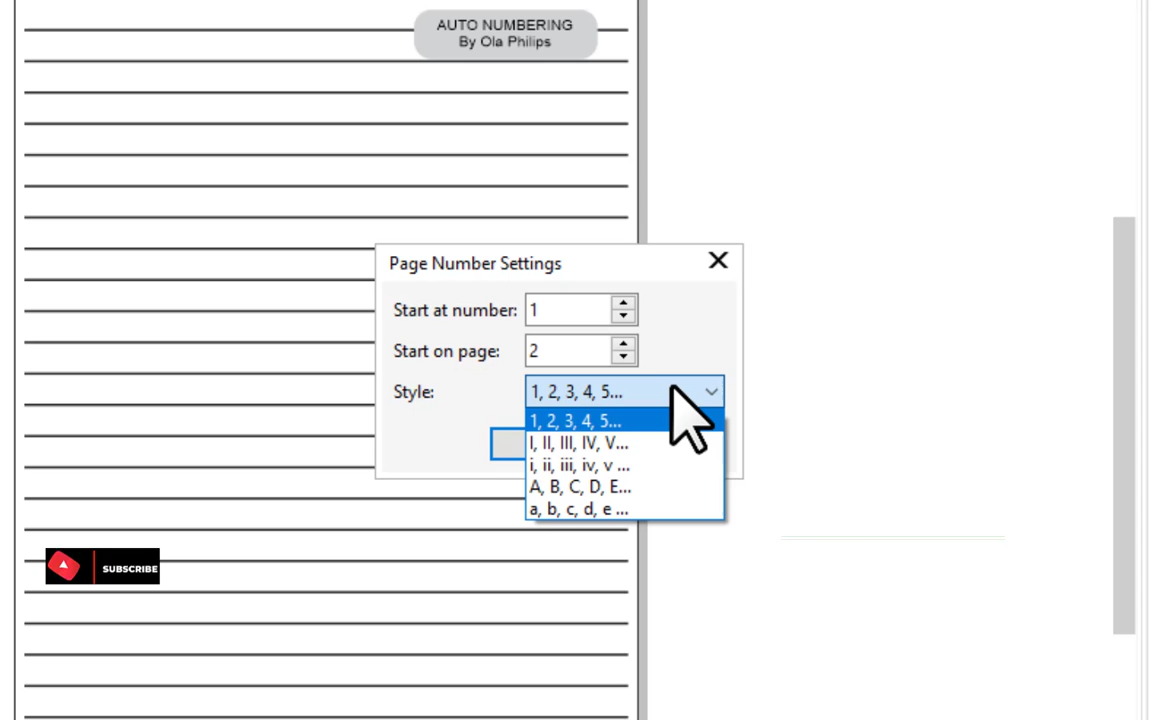 AUTO NUMBERING
By Ola Philips
Page Number Settings
Start at number: 1
Start on page: 2
Style: 1, 2, 3, 4, 5...
1, 2, 3, 4, 5...
I, II, III, IV, V...
i, ii, iii, iv, v ...
A, B, C, D, E...
a, b, c, d, e ...
SUBSCRIBE